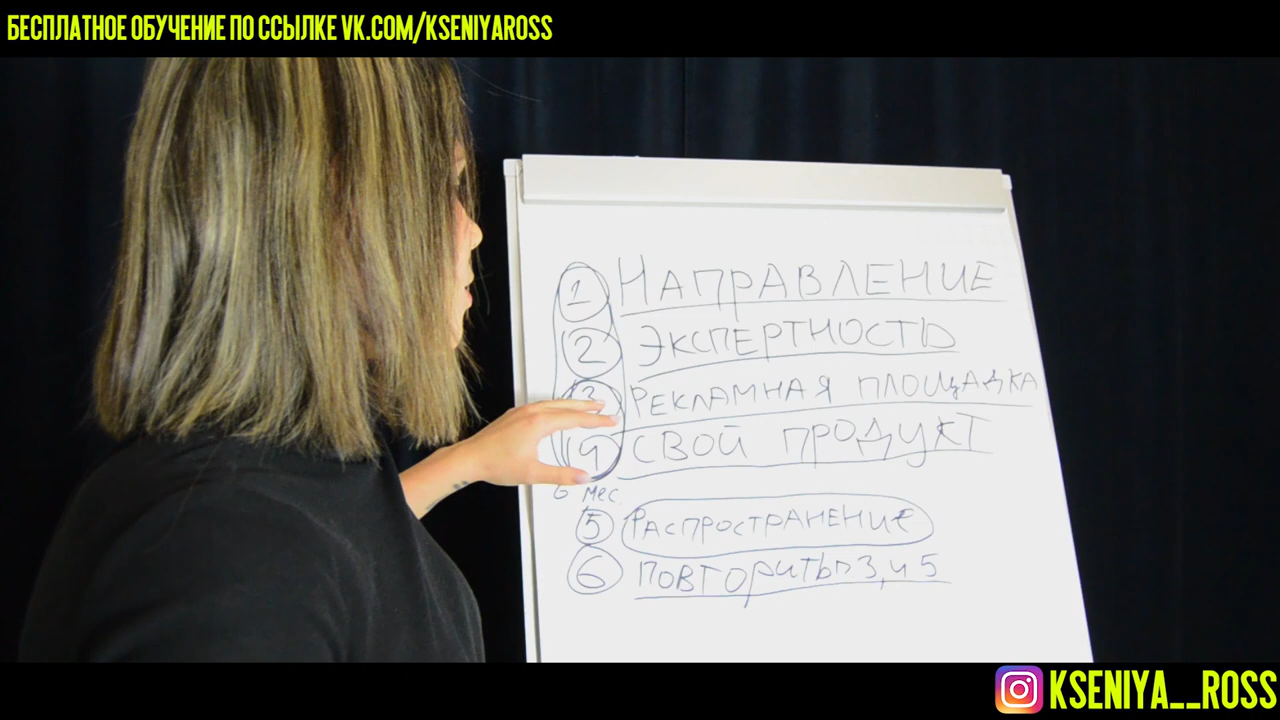 БЕСПЛАТНОЕ ОБУЧЕНИЕ ПО ССЫЛКЕ VK.COM/KSENIYAROSS
1 НАПРАВЛЕНИЕ
2 ЭКСПЕРТНОСТЬ
3 РЕКЛАМНАЯ ПЛОЩАДКА
4 СВОЙ ПРОДУКТ
6 мес.
5 РАСПРОСТРАНЕНИЕ
6 ПОВТОРИТЬ п 3, и 5
KSENIYA__ROSS